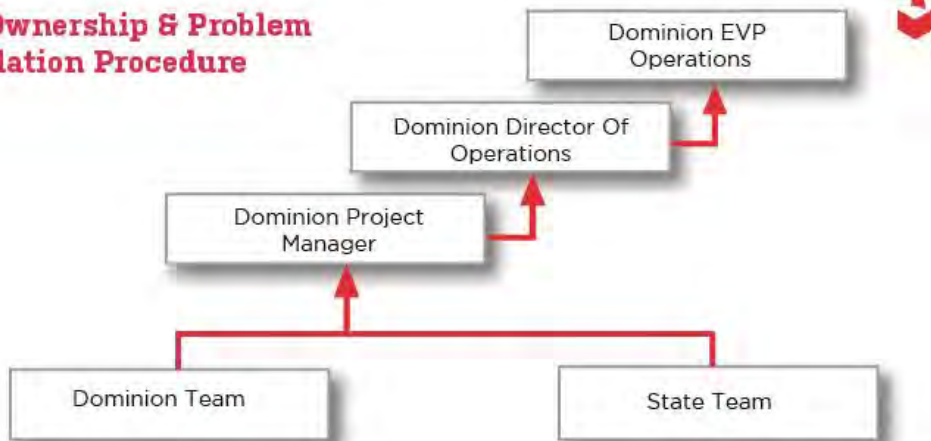 Ownership & Problem
lation Procedure
Dominion EVP
Operations
Dominion Director Of
Operations
Dominion Project
Manager
Dominion Team
State Team